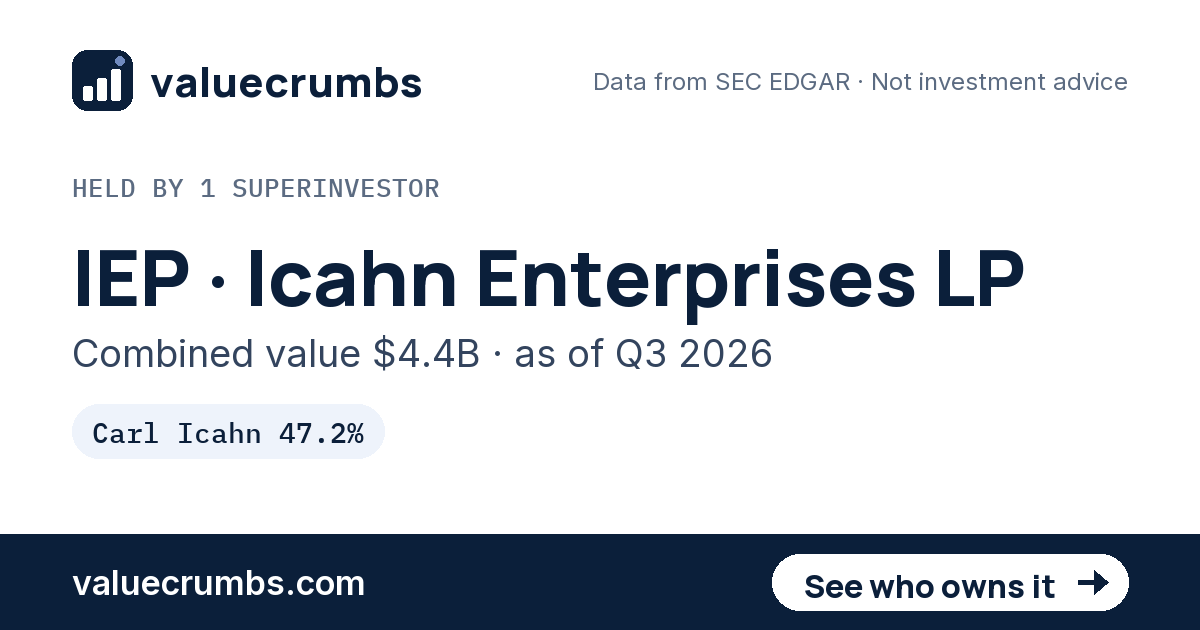 valuecrumbs
Data from SEC EDGAR · Not investment advice
HELD BY 1 SUPERINVESTOR
IEP · Icahn Enterprises LP
Combined value $4.4B · as of Q3 2026
Carl Icahn 47.2%
valuecrumbs.com
See who owns it →